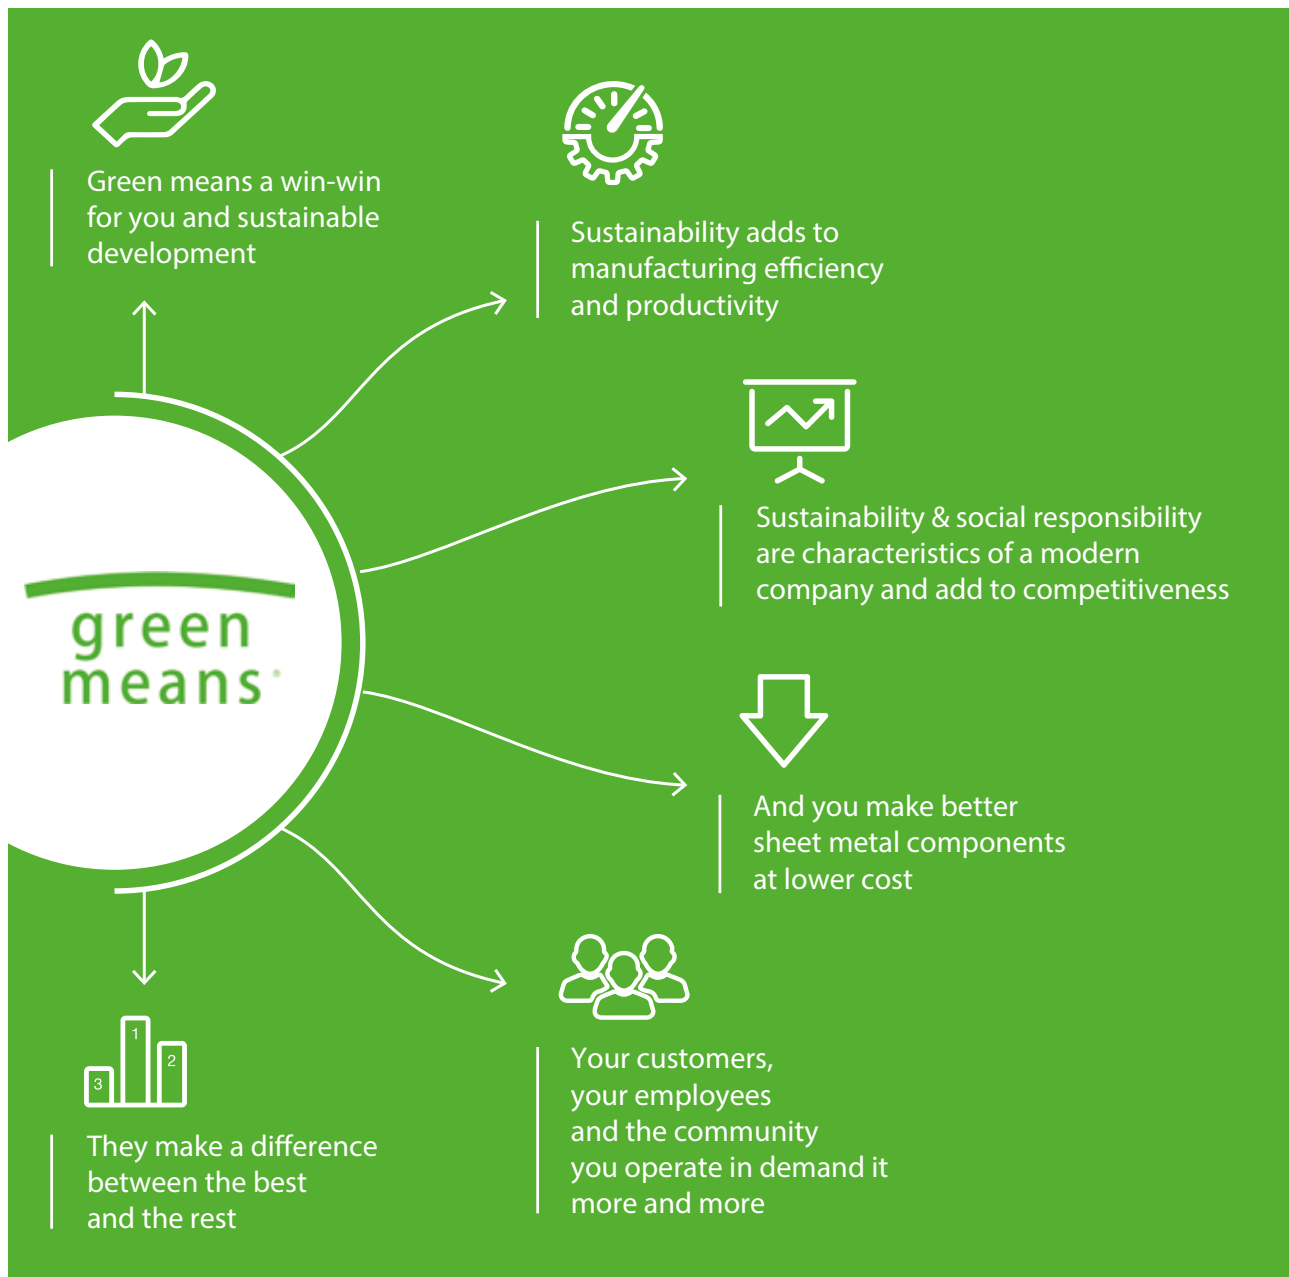 Green means a win-win
for you and sustainable
development
Sustainability adds to
manufacturing efficiency
and productivity
Sustainability & social responsibility
are characteristics of a modern
company and add to competitiveness
green
means®
And you make better
sheet metal components
at lower cost
Your customers,
your employees
and the community
you operate in demand it
more and more
1
2
3
They make a difference
between the best
and the rest